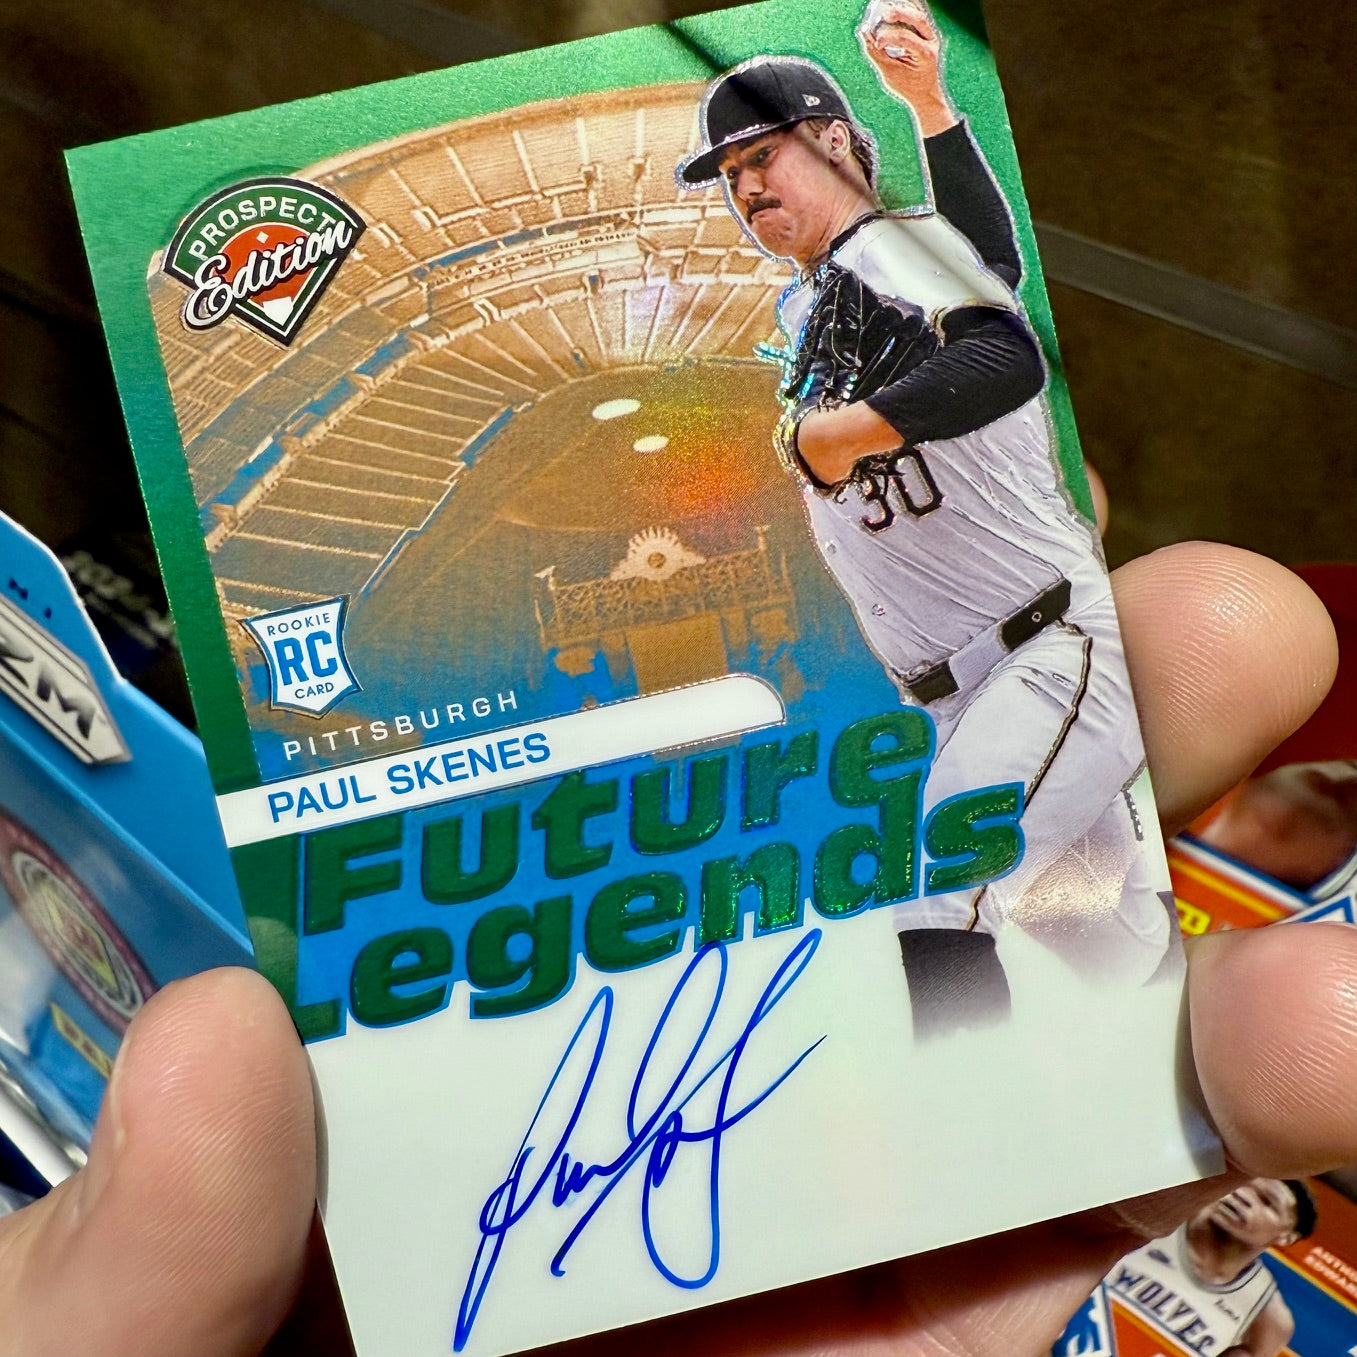 PROSPECT
Edition
30
ROOKIE
RC
CARD
PITTSBURGH
PAUL SKENES
Future
Legends
WOLVES